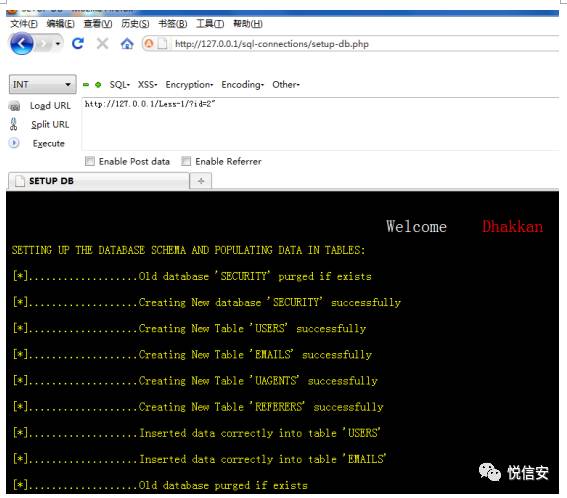 文件(F) 编辑(E) 查看(V) 历史(S) 书签(B) 工具(T) 帮助(H)
http://127.0.0.1/sql-connections/setup-db.php
INT SQL- XSS- Encryption- Encoding- Other-
Load URL http://127.0.0.1/Less-1/?id=2"
Split URL
Execute
Enable Post data Enable Referrer
SETUP DB
Welcome Dhakkan
SETTING UP THE DATABASE SCHEMA AND POPULATING DATA IN TABLES:
[*]...................Old database 'SECURITY' purged if exists
[*]...................Creating New database 'SECURITY' successfully
[*]...................Creating New Table 'USERS' successfully
[*]...................Creating New Table 'EMAILS' successfully
[*]...................Creating New Table 'UAGENTS' successfully
[*]...................Creating New Table 'REFERERS' successfully
[*]...................Inserted data correctly into table 'USERS'
[*]...................Inserted data correctly into table 'EMAILS'
[*]...................Old database purged if exists
悦信安